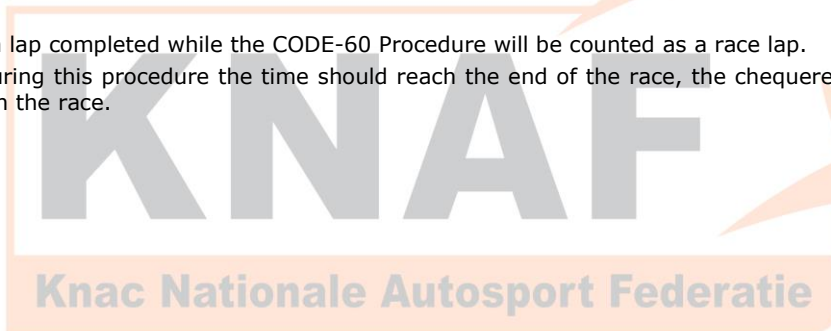 lap completed while the CODE-60 Procedure will be counted as a race lap.
uring this procedure the time should reach the end of the race, the chequere
the race.
KNAF
Knac Nationale Autosport Federatie